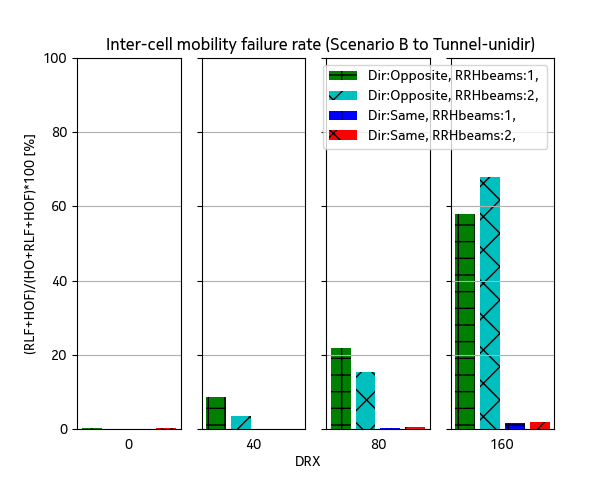 Inter-cell mobility failure rate (Scenario B to Tunnel-unidir)
100
80
60
40
20
0
(RLF+HOF)/(HO+RLF+HOF)*100 [%]
Dir:Opposite, RRHbeams:1,
Dir:Opposite, RRHbeams:2,
Dir:Same, RRHbeams:1,
Dir:Same, RRHbeams:2,
0 40 80 160
DRX